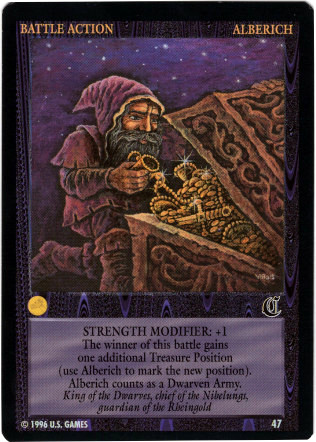 BATTLE ACTION ALBERICH
STRENGTH MODIFIER: +1
The winner of this battle gains
one additional Treasure Position
(use Alberich to mark the new position).
Alberich counts as a Dwarven Army.
King of the Dwarves, chief of the Nibelungs,
guardian of the Rheingold
© 1996 U.S. GAMES 47